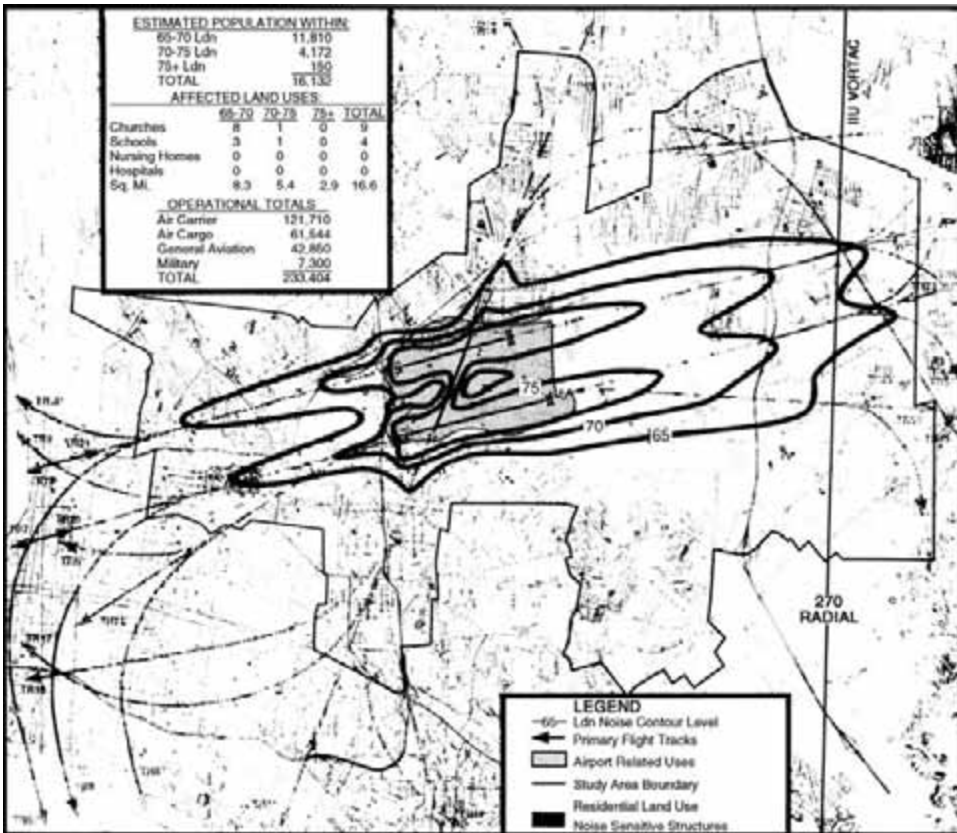 ESTIMATED POPULATION WITHIN:
65-70 Ldn 11,810
70-75 Ldn 4,172
75+ Ldn 150
TOTAL 16,132
AFFECTED LAND USES:
65-70 70-75 75+ TOTAL
Churches 8 1 0 9
Schools 3 1 0 4
Nursing Homes 0 0 0 0
Hospitals 0 0 0 0
Sq. Mi. 8.3 5.4 2.9 16.6
OPERATIONAL TOTALS
Air Carrier 121,710
Air Cargo 61,544
General Aviation 42,850
Military 7,300
TOTAL 233,404
IIU VORTAC
75
70
65
270
RADIAL
TR17
TR18
LEGEND
65 Ldn Noise Contour Level
Primary Flight Tracks
Airport Related Uses
Study Area Boundary
Residential Land Use
Noise Sensitive Structures